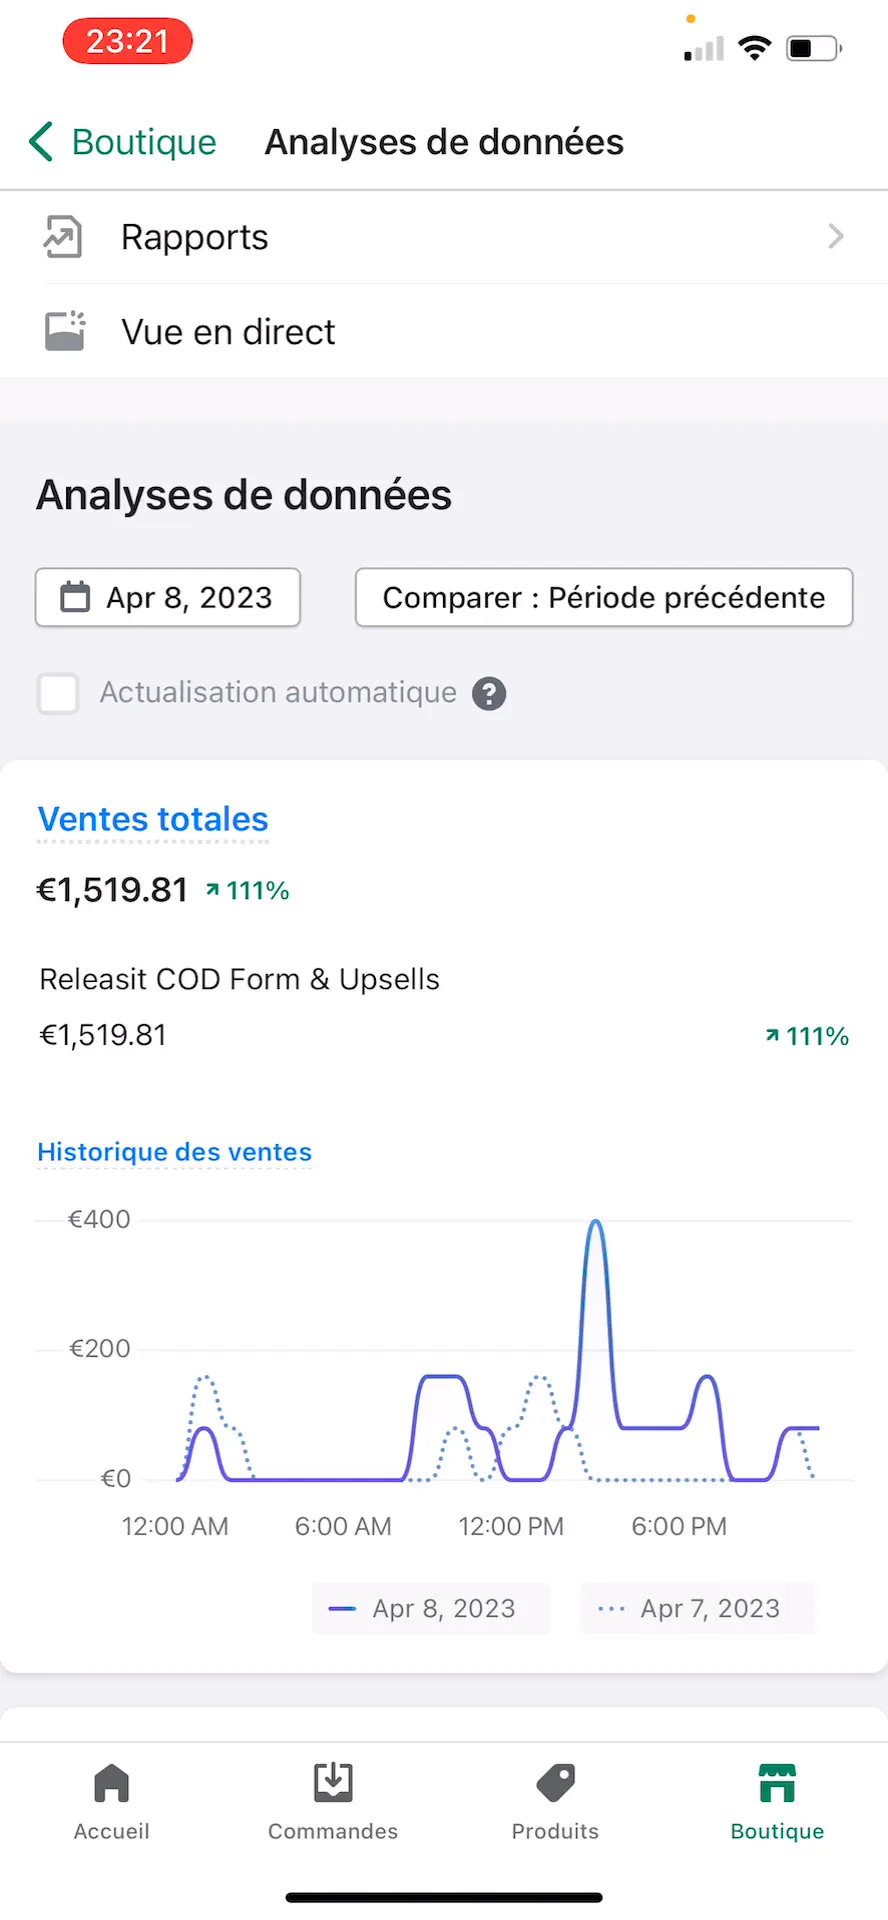 23:21
Boutique Analyses de données
Rapports
Vue en direct
Analyses de données
Apr 8, 2023 Comparer : Période précédente
Actualisation automatique ?
Ventes totales
€1,519.81 111%
Releasit COD Form & Upsells
€1,519.81 111%
Historique des ventes
€400
€200
€0
12:00 AM 6:00 AM 12:00 PM 6:00 PM
Apr 8, 2023 Apr 7, 2023
Accueil Commandes Produits Boutique